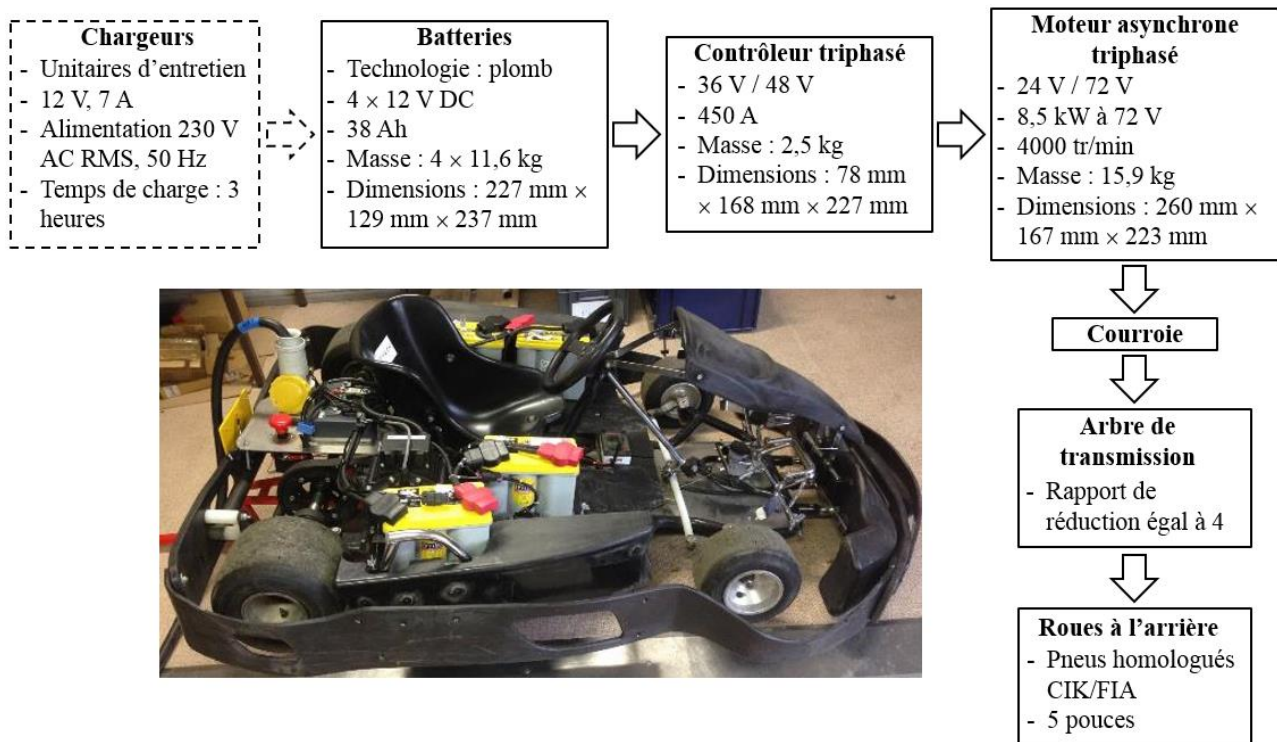 Chargeurs
- Unitaires d’entretien
- 12 V, 7 A
- Alimentation 230 V
AC RMS, 50 Hz
- Temps de charge : 3
heures
Batteries
- Technologie : plomb
- 4 × 12 V DC
- 38 Ah
- Masse : 4 × 11,6 kg
- Dimensions : 227 mm ×
129 mm × 237 mm
Contrôleur triphasé
- 36 V / 48 V
- 450 A
- Masse : 2,5 kg
- Dimensions : 78 mm
× 168 mm × 227 mm
Moteur asynchrone
triphasé
- 24 V / 72 V
- 8,5 kW à 72 V
- 4000 tr/min
- Masse : 15,9 kg
- Dimensions : 260 mm ×
167 mm × 223 mm
Courroie
Arbre de
transmission
- Rapport de
réduction égal à 4
Roues à l’arrière
- Pneus homologués
CIK/FIA
- 5 pouces